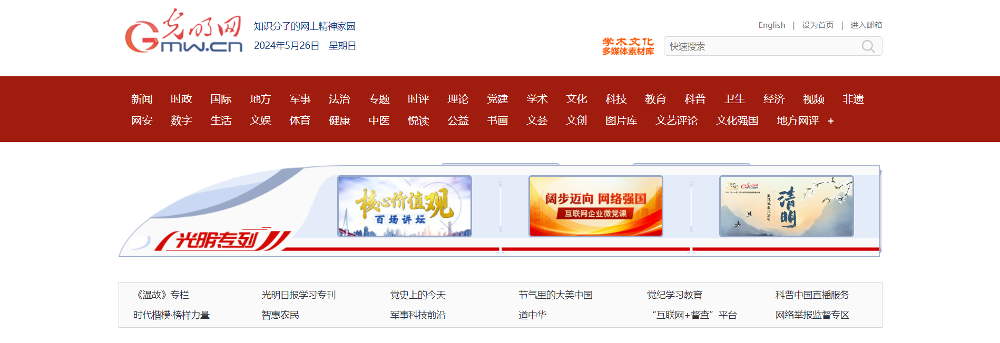 光明网
Gmw.cn
知识分子的网上精神家园
2024年5月26日 星期日
English | 设为首页 | 进入邮箱
学术文化
多媒体素材库
快速搜索
新闻 时政 国际 地方 军事 法治 专题 时评 理论 党建 学术 文化 科技 教育 科普 卫生 经济 视频 非遗
网安 数字 生活 文娱 体育 健康 中医 悦读 公益 书画 文荟 文创 图片库 文艺评论 文化强国 地方网评 +
核心价值观
百场讲坛
阔步迈向 网络强国
互联网企业微党课
光明网
Gmw.cn
清明
梨花风起正清明
光明专列
《温故》专栏 光明日报学习专刊 党史上的今天 节气里的大美中国 党纪学习教育 科普中国直播服务
时代楷模·榜样力量 智惠农民 军事科技前沿 道中华 “互联网+督查”平台 网络举报监督专区